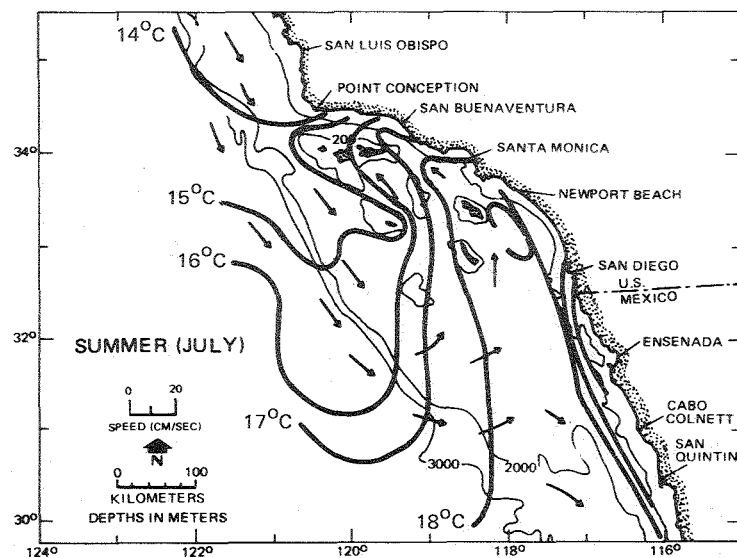 14°C
SAN LUIS OBISPO
POINT CONCEPTION
SAN BUENAVENTURA
SANTA MONICA
NEWPORT BEACH
34°
200
15°C
16°C
SAN DIEGO
U.S.
MEXICO
32°
SUMMER (JULY)
ENSENADA
0 20
SPEED (CM/SEC)
N
CABO
COLNETT
SAN
QUINTIN
17°C
0 100
KILOMETERS
DEPTHS IN METERS
3000
2000
18°C
30°
124°
122°
120°
118°
116°